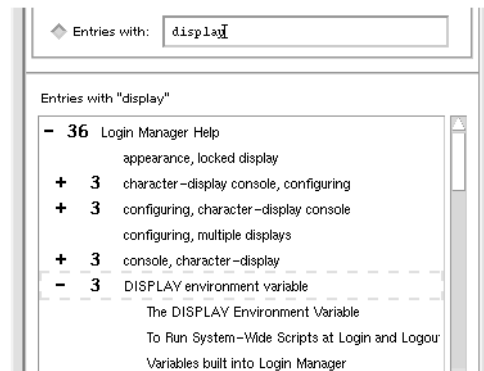 Entries with: display
Entries with "display"
- 36 Login Manager Help
appearance, locked display
+ 3 character-display console, configuring
+ 3 configuring, character-display console
configuring, multiple displays
+ 3 console, character-display
- 3 DISPLAY environment variable
The DISPLAY Environment Variable
To Run System-Wide Scripts at Login and Logou
Variables built into Login Manager